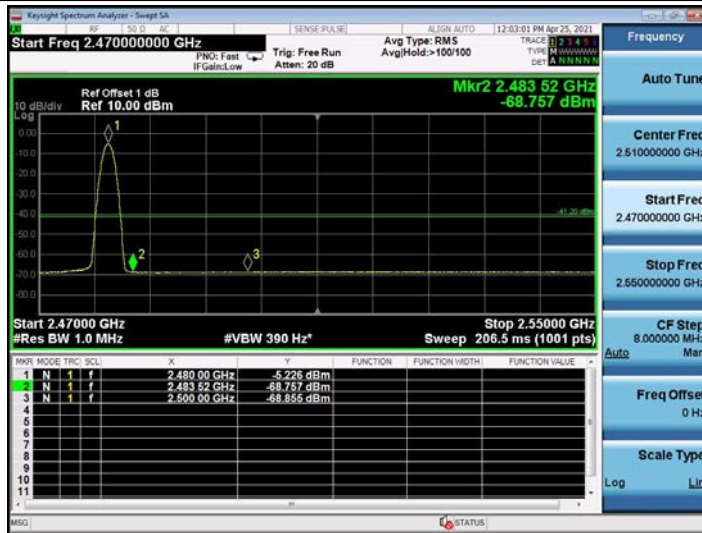 Keysight Spectrum Analyzer - Swept SA
RF 50 Ω AC SENSE:PULSE ALIGN AUTO 12:03:01 PM Apr 25, 2021
Start Freq 2.470000000 GHz
PNO: Fast
IFGain:Low
Trig: Free Run
Atten: 20 dB
Avg Type: RMS
Avg|Hold:>100/100
TRACE 1 2 3 4 5 6
TYPE
DET A N N N N N
Mkr2 2.483 52 GHz
-68.757 dBm
Ref Offset 1 dB
Ref 10.00 dBm
10 dB/div
Log
0.00
-10.0
-20.0
-30.0
-40.0
-50.0
-60.0
-70.0
-80.0
1
2
3
-41.20 dBm
Start 2.47000 GHz
Stop 2.55000 GHz
#Res BW 1.0 MHz
#VBW 390 Hz*
Sweep 206.5 ms (1001 pts)
MKR MODE TRC SCL X Y FUNCTION FUNCTION WIDTH FUNCTION VALUE
1 N 1 f 2.480 00 GHz -5.226 dBm
2 N 1 f 2.483 52 GHz -68.757 dBm
3 N 1 f 2.500 00 GHz -68.855 dBm
4
5
6
7
8
9
10
11
MSG
STATUS
Frequency
Auto Tune
Center Freq
2.510000000 GHz
Start Freq
2.470000000 GHz
Stop Freq
2.550000000 GHz
CF Step
8.000000 MHz
Auto Man
Freq Offset
0 Hz
Scale Type
Log Lin